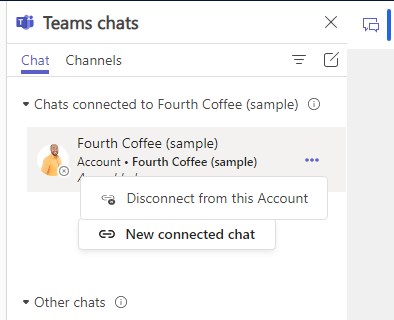 Teams chats
Chat Channels
Chats connected to Fourth Coffee (sample)
Fourth Coffee (sample)
Account • Fourth Coffee (sample)
Disconnect from this Account
New connected chat
Other chats